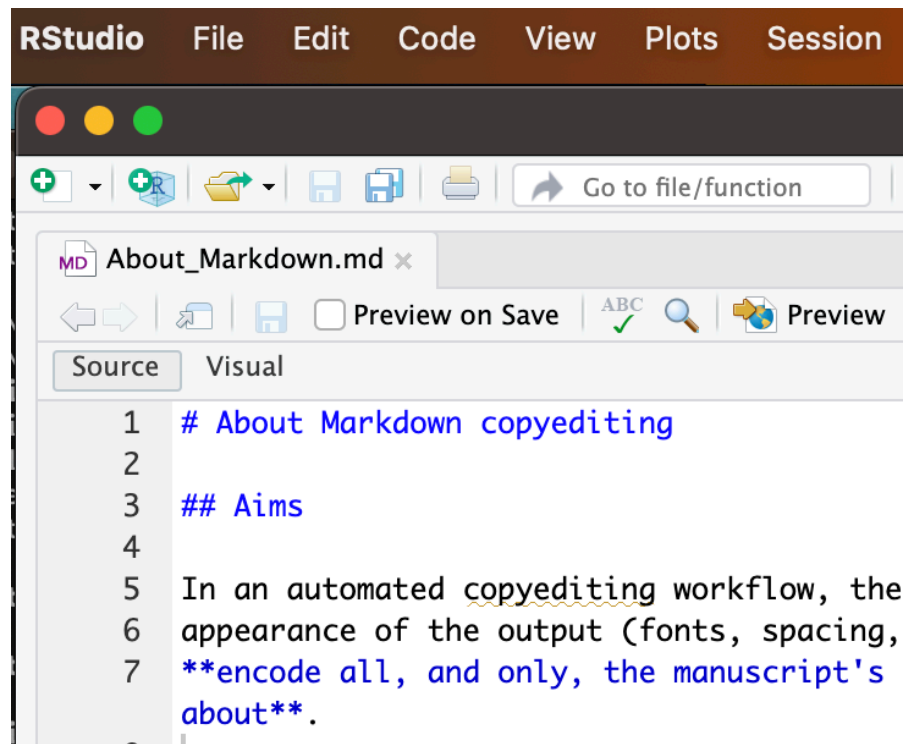 RStudio File Edit Code View Plots Session
R Go to file/function
MD About_Markdown.md ×
Preview on Save ABC Preview
Source Visual
1 # About Markdown copyediting
2
3 ## Aims
4
5 In an automated copyediting workflow, the
6 appearance of the output (fonts, spacing,
7 **encode all, and only, the manuscript's
about**.